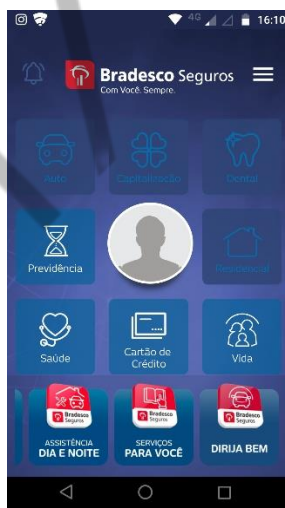 4G 16:10
Bradesco Seguros
Com Você. Sempre.
Auto Capitalização Dental
Previdência Residencial
Saúde Cartão de Crédito Vida
Bradesco Seguros Bradesco Seguros Bradesco Seguros
ASSISTÊNCIA DIA E NOITE SERVIÇOS PARA VOCÊ DIRIJA BEM